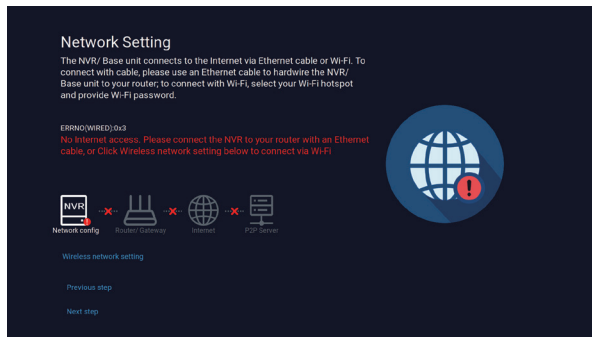 Network Setting
The NVR/ Base unit connects to the Internet via Ethernet cable or Wi-Fi. To
connect with cable, please use an Ethernet cable to hardwire the NVR/
Base unit to your router; to connect with Wi-Fi, select your Wi-Fi hotspot
and provide Wi-Fi password.
ERRNO(WIRED):0x3
No Internet access. Please connect the NVR to your router with an Ethernet
cable, or Click Wireless network setting below to connect via Wi-Fi
NVR
Network config Router/ Gateway Internet P2P Server
Wireless network setting
Previous step
Next step